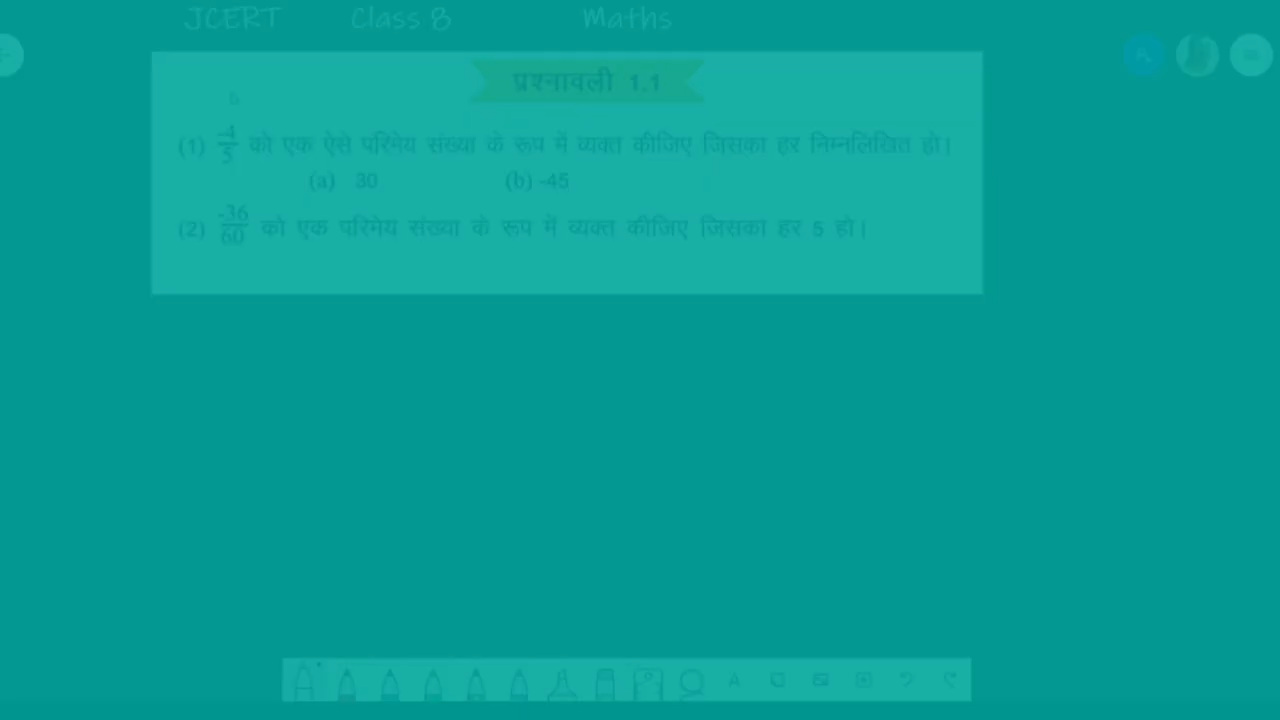 JCERT Class 8 Maths
प्रश्नावली 1.1
(1) -4/5 को एक ऐसे परिमेय संख्या के रूप में व्यक्त कीजिए जिसका हर निम्नलिखित हो।
(a) 30 (b) -45
(2) -36/60 को एक परिमेय संख्या के रूप में व्यक्त कीजिए जिसका हर 5 हो।